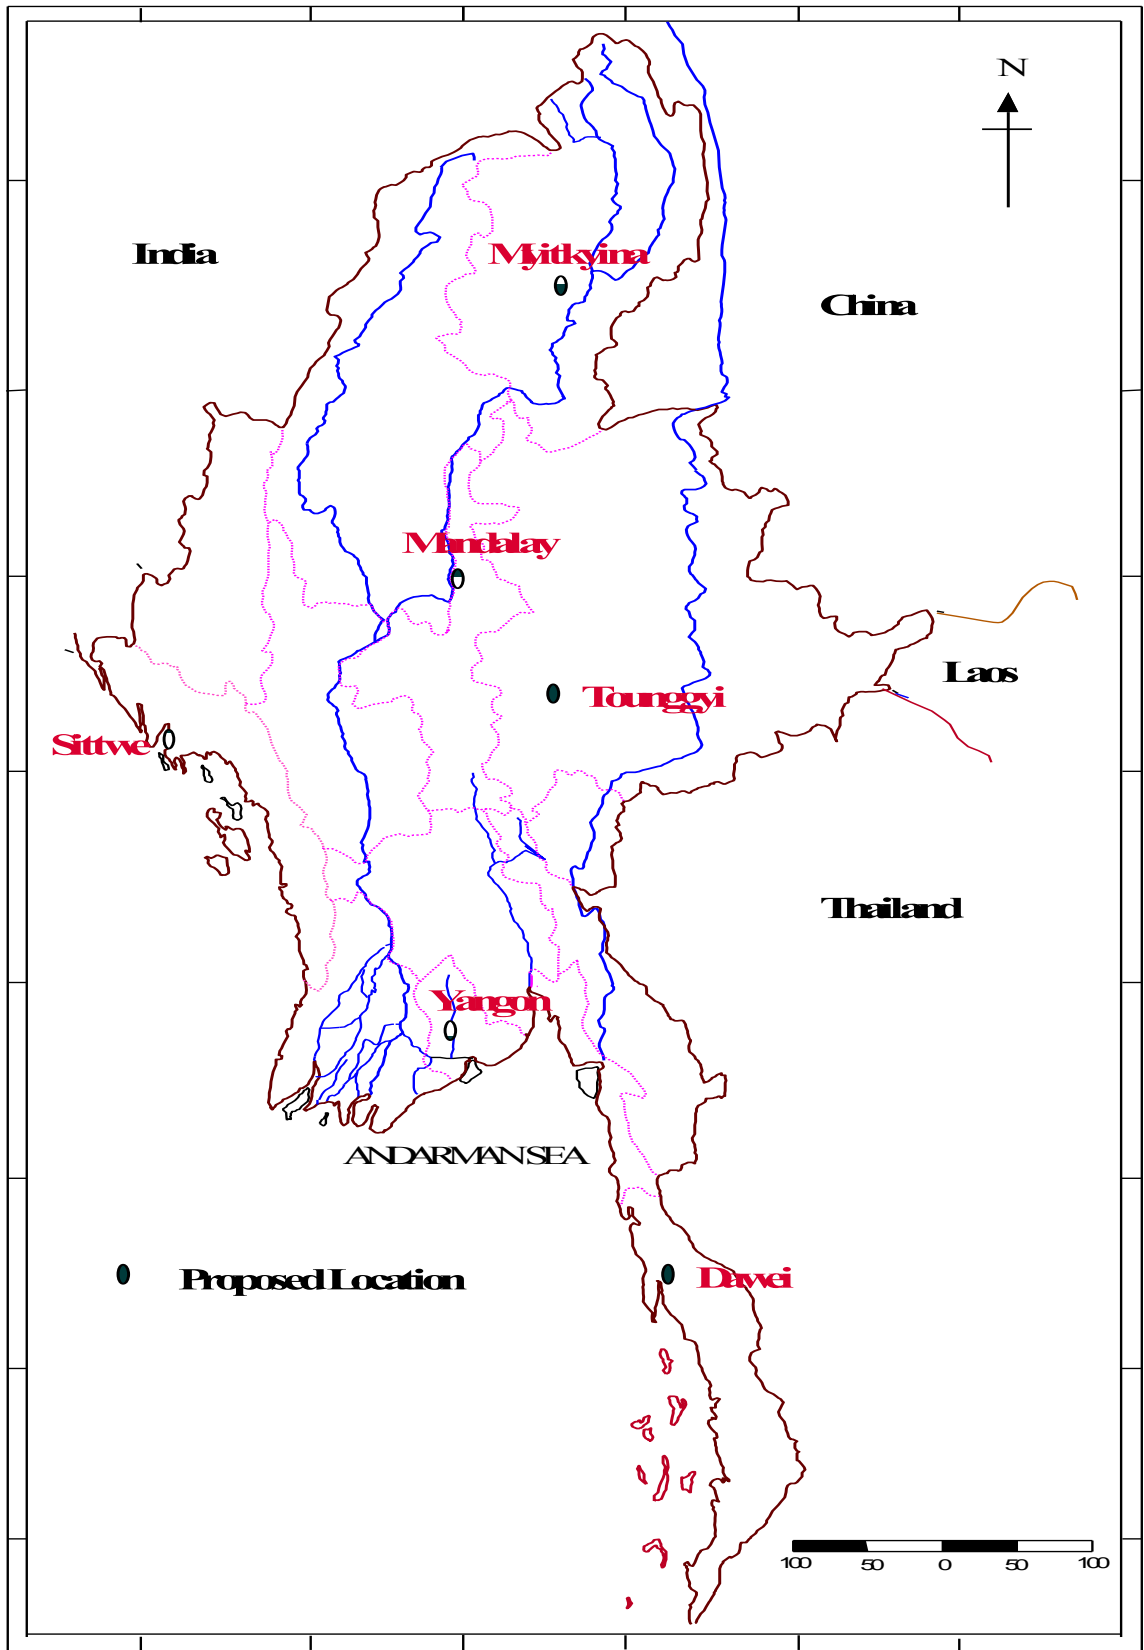 N
India
Myitkyina
China
Mandalay
Laos
Tounggyi
Sittwe
Thailand
Yangon
ANDARMAN SEA
Proposed Location
Dawei
100 50 0 50 100